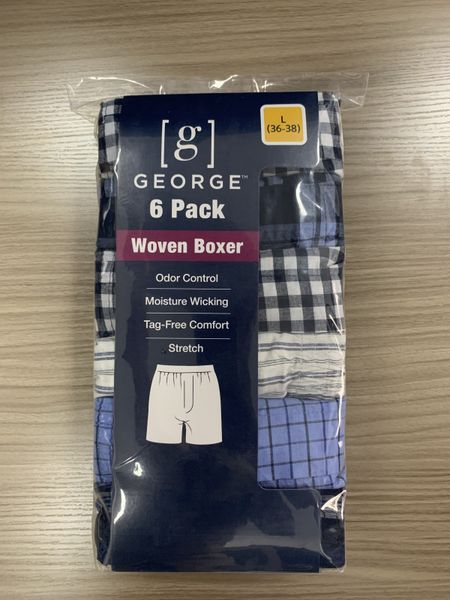 L
(36-38)
[g]
GEORGE™
6 Pack
Woven Boxer
Odor Control
Moisture Wicking
Tag-Free Comfort
Stretch